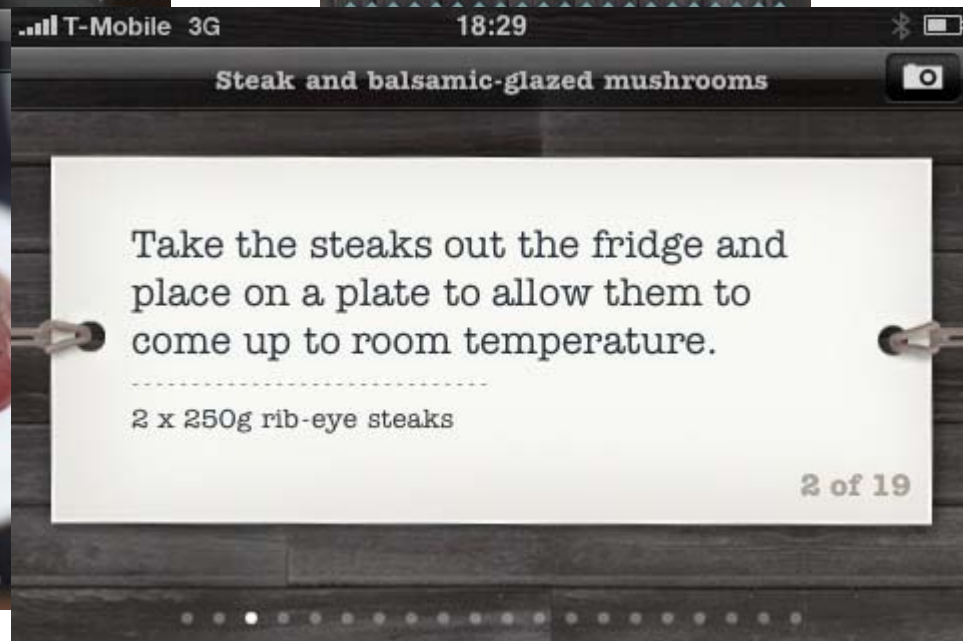 T-Mobile 3G 18:29
Steak and balsamic-glazed mushrooms
Take the steaks out the fridge and
place on a plate to allow them to
come up to room temperature.
2 x 250g rib-eye steaks
2 of 19